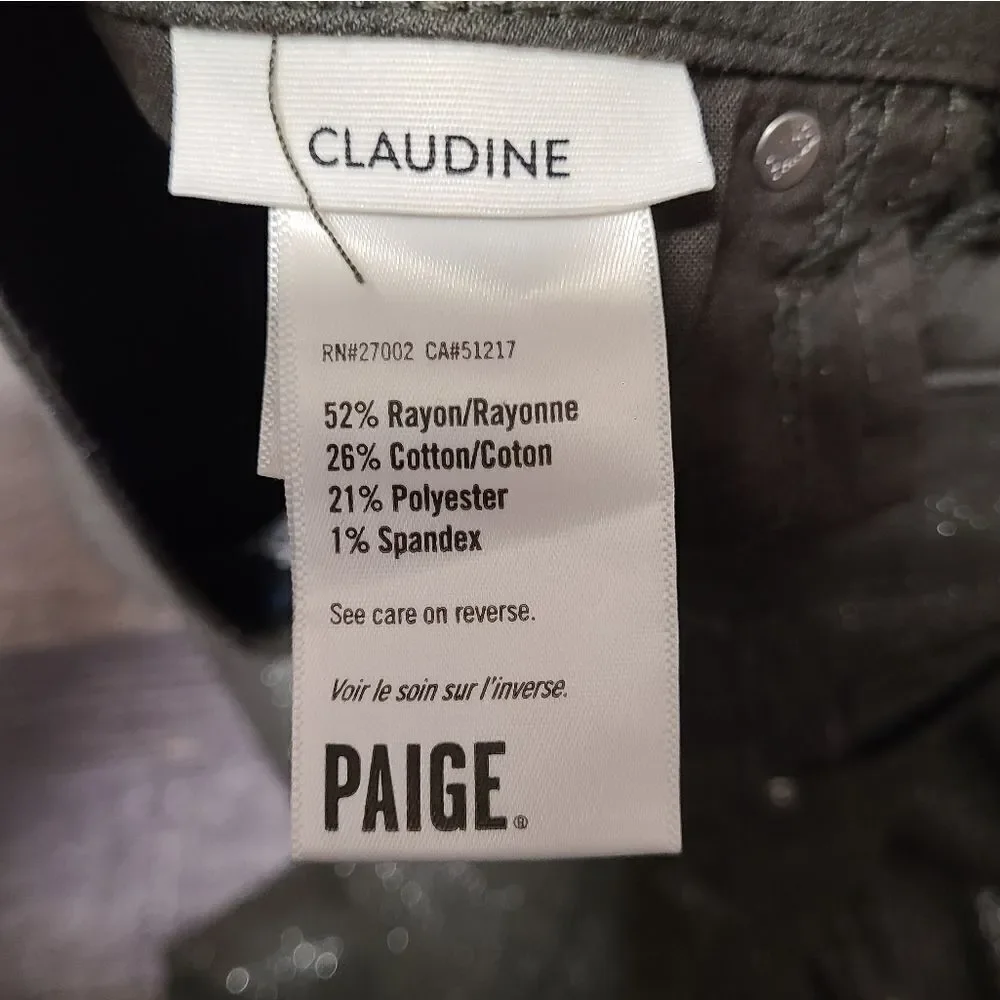 CLAUDINE
RN#27002 CA#51217
52% Rayon/Rayonne
26% Cotton/Coton
21% Polyester
1% Spandex
See care on reverse.
Voir le soin sur l'inverse.
PAIGE®